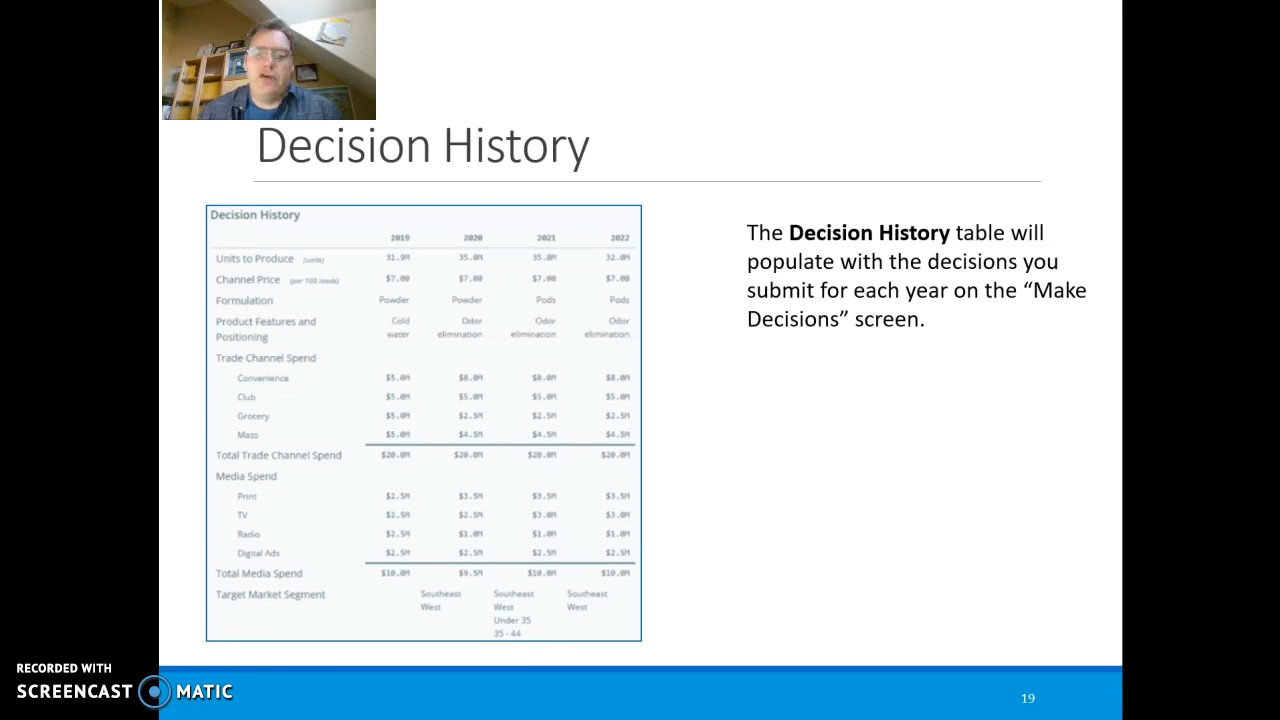 Decision History
Decision History
2019 2020 2021 2022
Units to Produce (units) 31.9M 35.0M 35.0M 32.0M
Channel Price (per 100 loads) $7.00 $7.00 $7.00 $7.00
Formulation Powder Powder Pods Pods
Product Features and Cold Odor Odor Odor
Positioning water elimination elimination elimination
Trade Channel Spend
Convenience $5.0M $8.0M $8.0M $8.0M
Club $5.0M $5.0M $5.0M $5.0M
Grocery $5.0M $2.5M $2.5M $2.5M
Mass $5.0M $4.5M $4.5M $4.5M
Total Trade Channel Spend $20.0M $20.0M $20.0M $20.0M
Media Spend
Print $2.5M $3.5M $3.5M $3.5M
TV $2.5M $2.5M $3.0M $3.0M
Radio $2.5M $1.0M $1.0M $1.0M
Digital Ads $2.5M $2.5M $2.5M $2.5M
Total Media Spend $10.0M $9.5M $10.0M $10.0M
Target Market Segment Southeast Southeast Southeast
West West West
Under 35
35 - 44
The Decision History table will
populate with the decisions you
submit for each year on the “Make
Decisions” screen.
RECORDED WITH
SCREENCAST MATIC
19